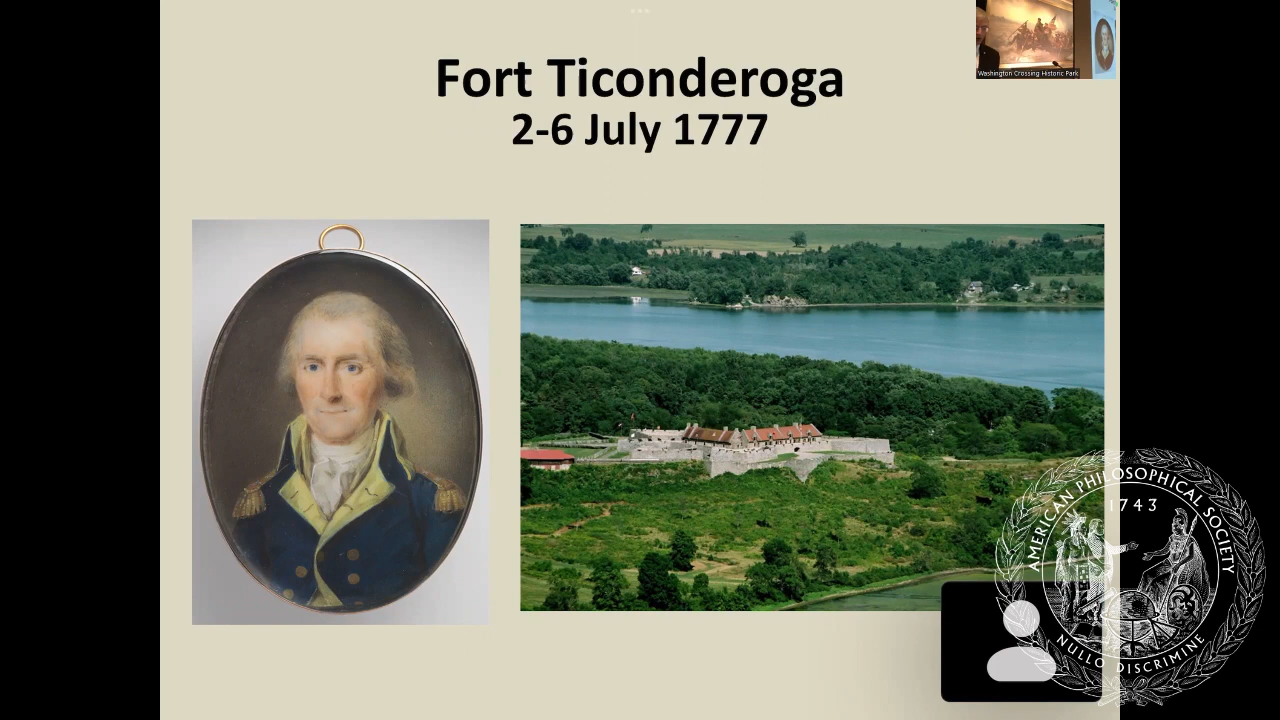 Fort Ticonderoga
2-6 July 1777
Washington Crossing Historic Park
AMERICAN PHILOSOPHICAL SOCIETY
1743
NULLO DISCRIMINE